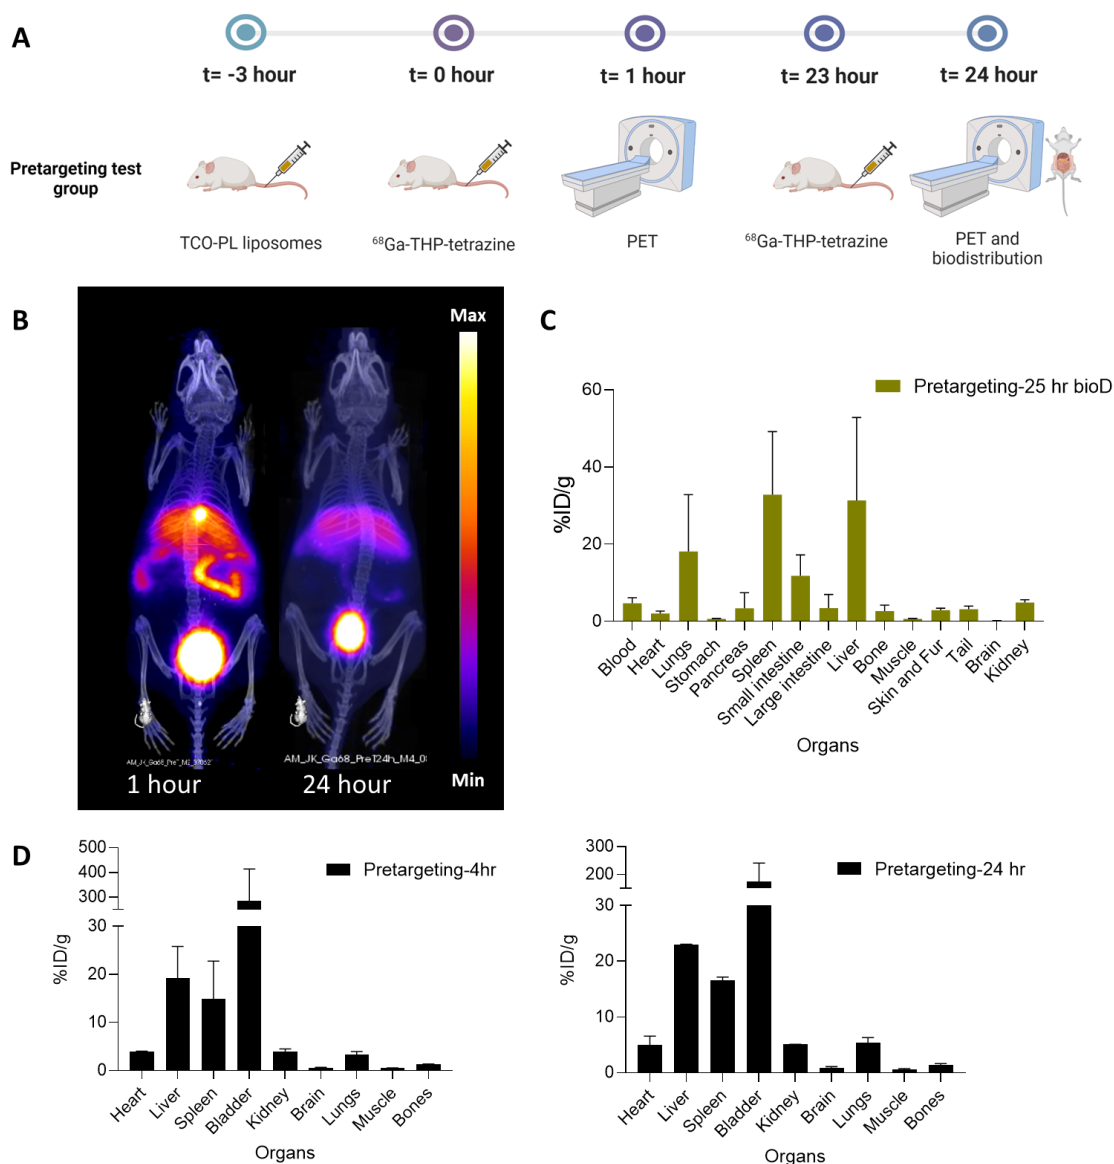 A
t= -3 hour
t= 0 hour
t= 1 hour
t= 23 hour
t= 24 hour
Pretargeting test
group
TCO-PL liposomes
⁶⁸Ga-THP-tetrazine
PET
⁶⁸Ga-THP-tetrazine
PET and
biodistribution
B
Max
Min
1 hour
AM_JK_Ga68_Pre124h_M4_0
24 hour
C
Pretargeting-25 hr bioD
60
40
20
0
%ID/g
Blood
Heart
Lungs
Stomach
Pancreas
Spleen
Small intestine
Large intestine
Liver
Bone
Muscle
Skin and Fur
Tail
Brain
Kidney
Organs
D
Pretargeting-4hr
500
400
300
30
20
10
0
%ID/g
Heart
Liver
Spleen
Bladder
Kidney
Brain
Lungs
Muscle
Bones
Organs
Pretargeting-24 hr
300
200
30
20
10
0
%ID/g
Heart
Liver
Spleen
Bladder
Kidney
Brain
Lungs
Muscle
Bones
Organs